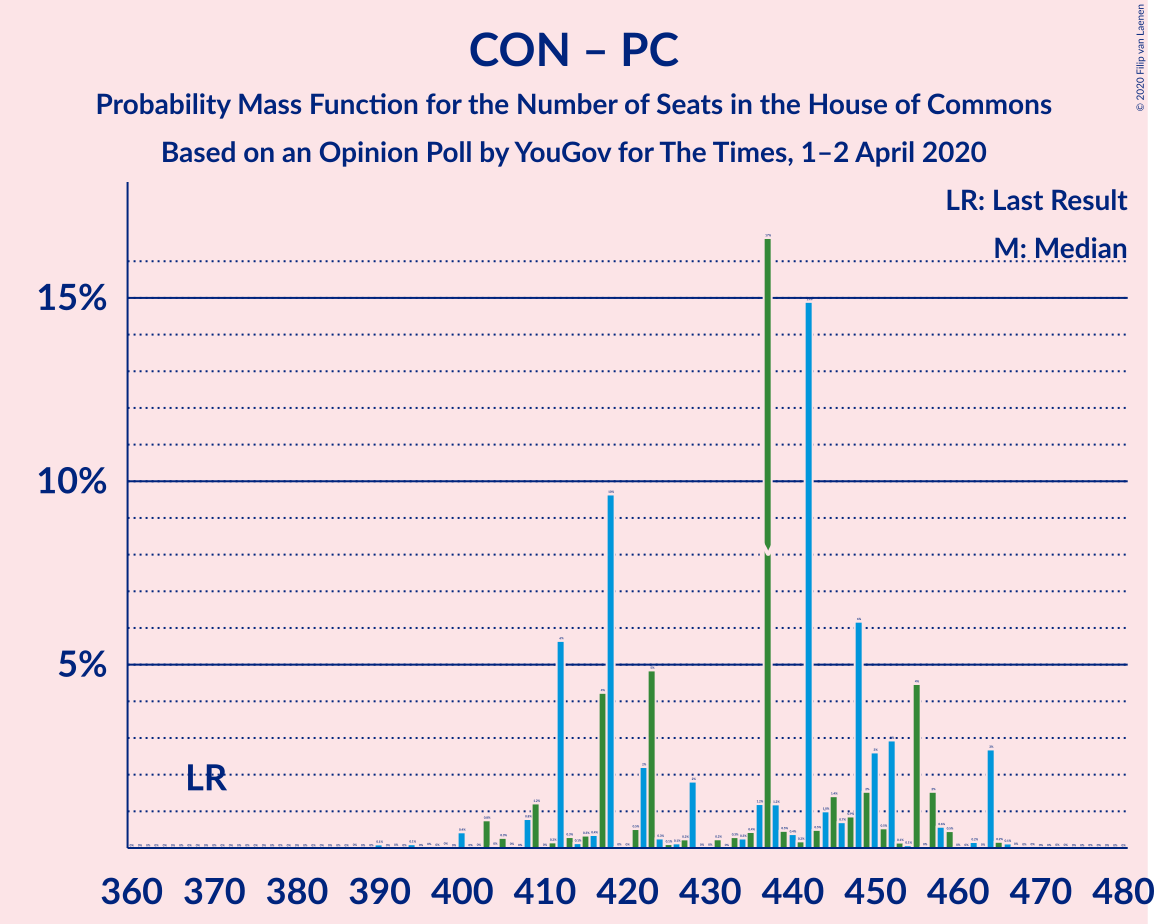 CON – PC
Probability Mass Function for the Number of Seats in the House of Commons
Based on an Opinion Poll by YouGov for The Times, 1–2 April 2020
© 2020 Filip van Laenen
LR: Last Result
M: Median
15%
10%
5%
LR
360 370 380 390 400 410 420 430 440 450 460 470 480